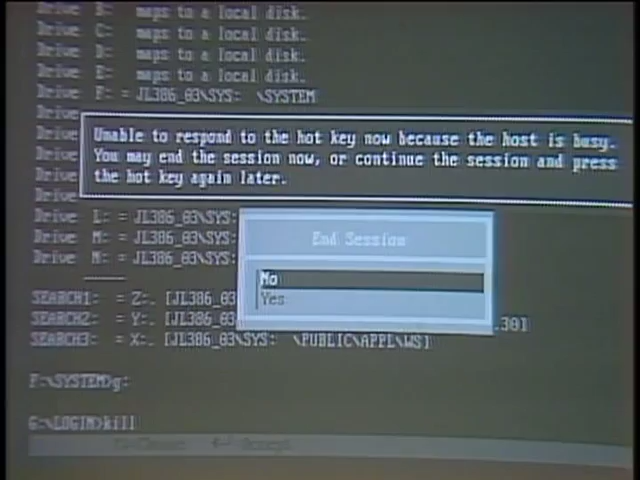 Drive B: maps to a local disk.
Drive C: maps to a local disk.
Drive D: maps to a local disk.
Drive E: maps to a local disk.
Drive F: = JL386_03\SYS: \SYSTEM
Drive
Unable to respond to the hot key now because the host is busy.
You may end the session now, or continue the session and press
the hot key again later.
Drive
Drive
Drive
Drive L: = JL386_03\SYS:
Drive M: = JL386_03\SYS:
Drive N: = JL386_03\SYS:
End Session
No
Yes
SEARCH1: = Z:. [JL386_03
SEARCH2: = Y:. [JL386_03 .30]
SEARCH3: = X:. [JL386_03\SYS: \PUBLIC\APPL\WS]
F:\SYSTEM>g:
G:\LOGIN>kill